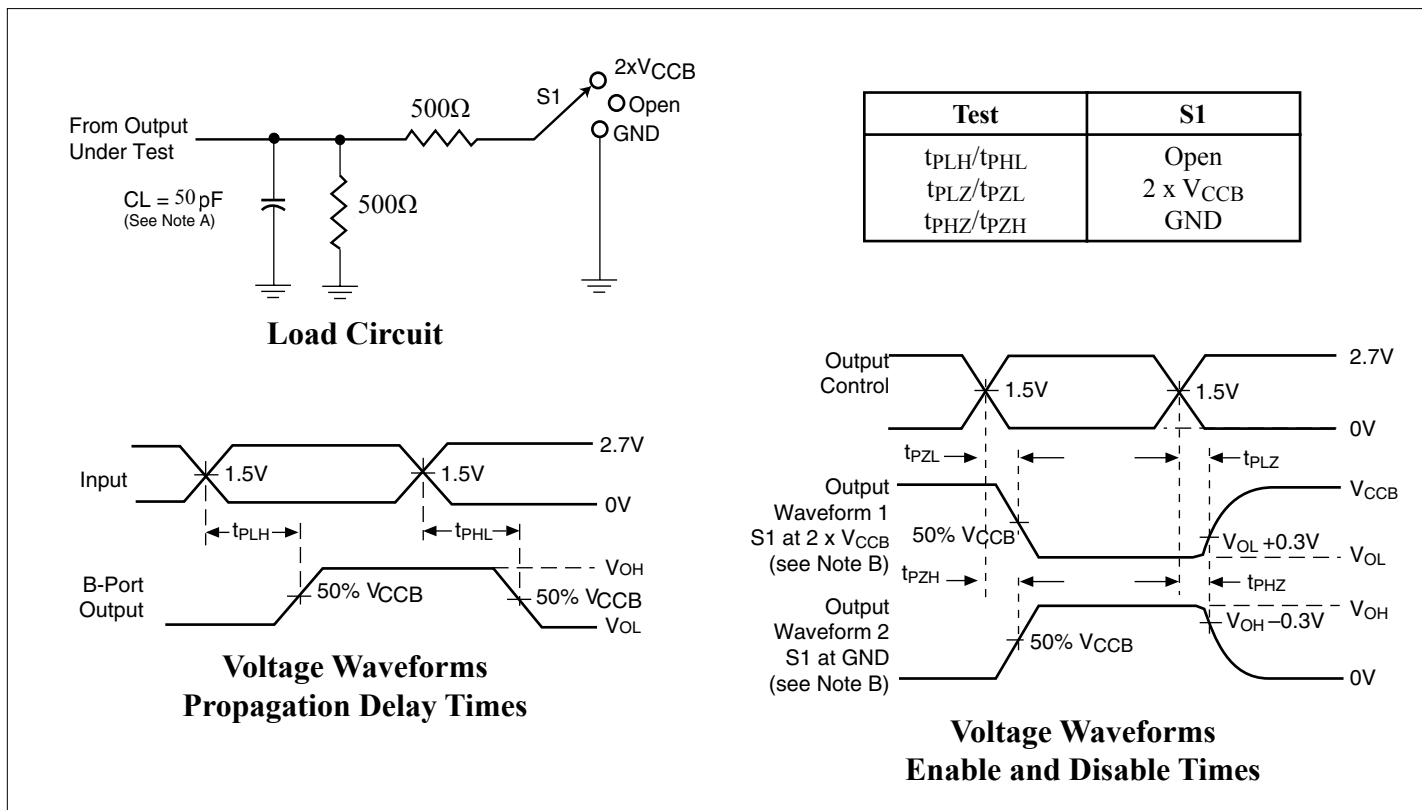 2xVCCB
S1
Open
GND
500Ω
From Output
Under Test
CL = 50 pF
(See Note A)
500Ω
Load Circuit
Test S1
tPLH/tPHL Open
tPLZ/tPZL 2 x VCCB
tPHZ/tPZH GND
Input
1.5V
1.5V
2.7V
0V
tPLH
tPHL
B-Port
Output
50% VCCB
50% VCCB
VOH
VOL
Voltage Waveforms
Propagation Delay Times
Output
Control
1.5V
1.5V
2.7V
0V
tPZL
tPLZ
Output
Waveform 1
S1 at 2 x VCCB
(see Note B)
50% VCCB
VCCB
VOL +0.3V
VOL
tPZH
tPHZ
Output
Waveform 2
S1 at GND
(see Note B)
50% VCCB
VOH
VOH –0.3V
0V
Voltage Waveforms
Enable and Disable Times